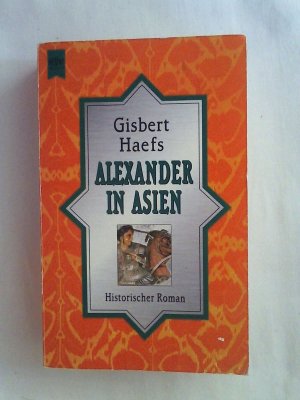 Gisbert
Haefs
ALEXANDER
IN ASIEN
Historischer Roman